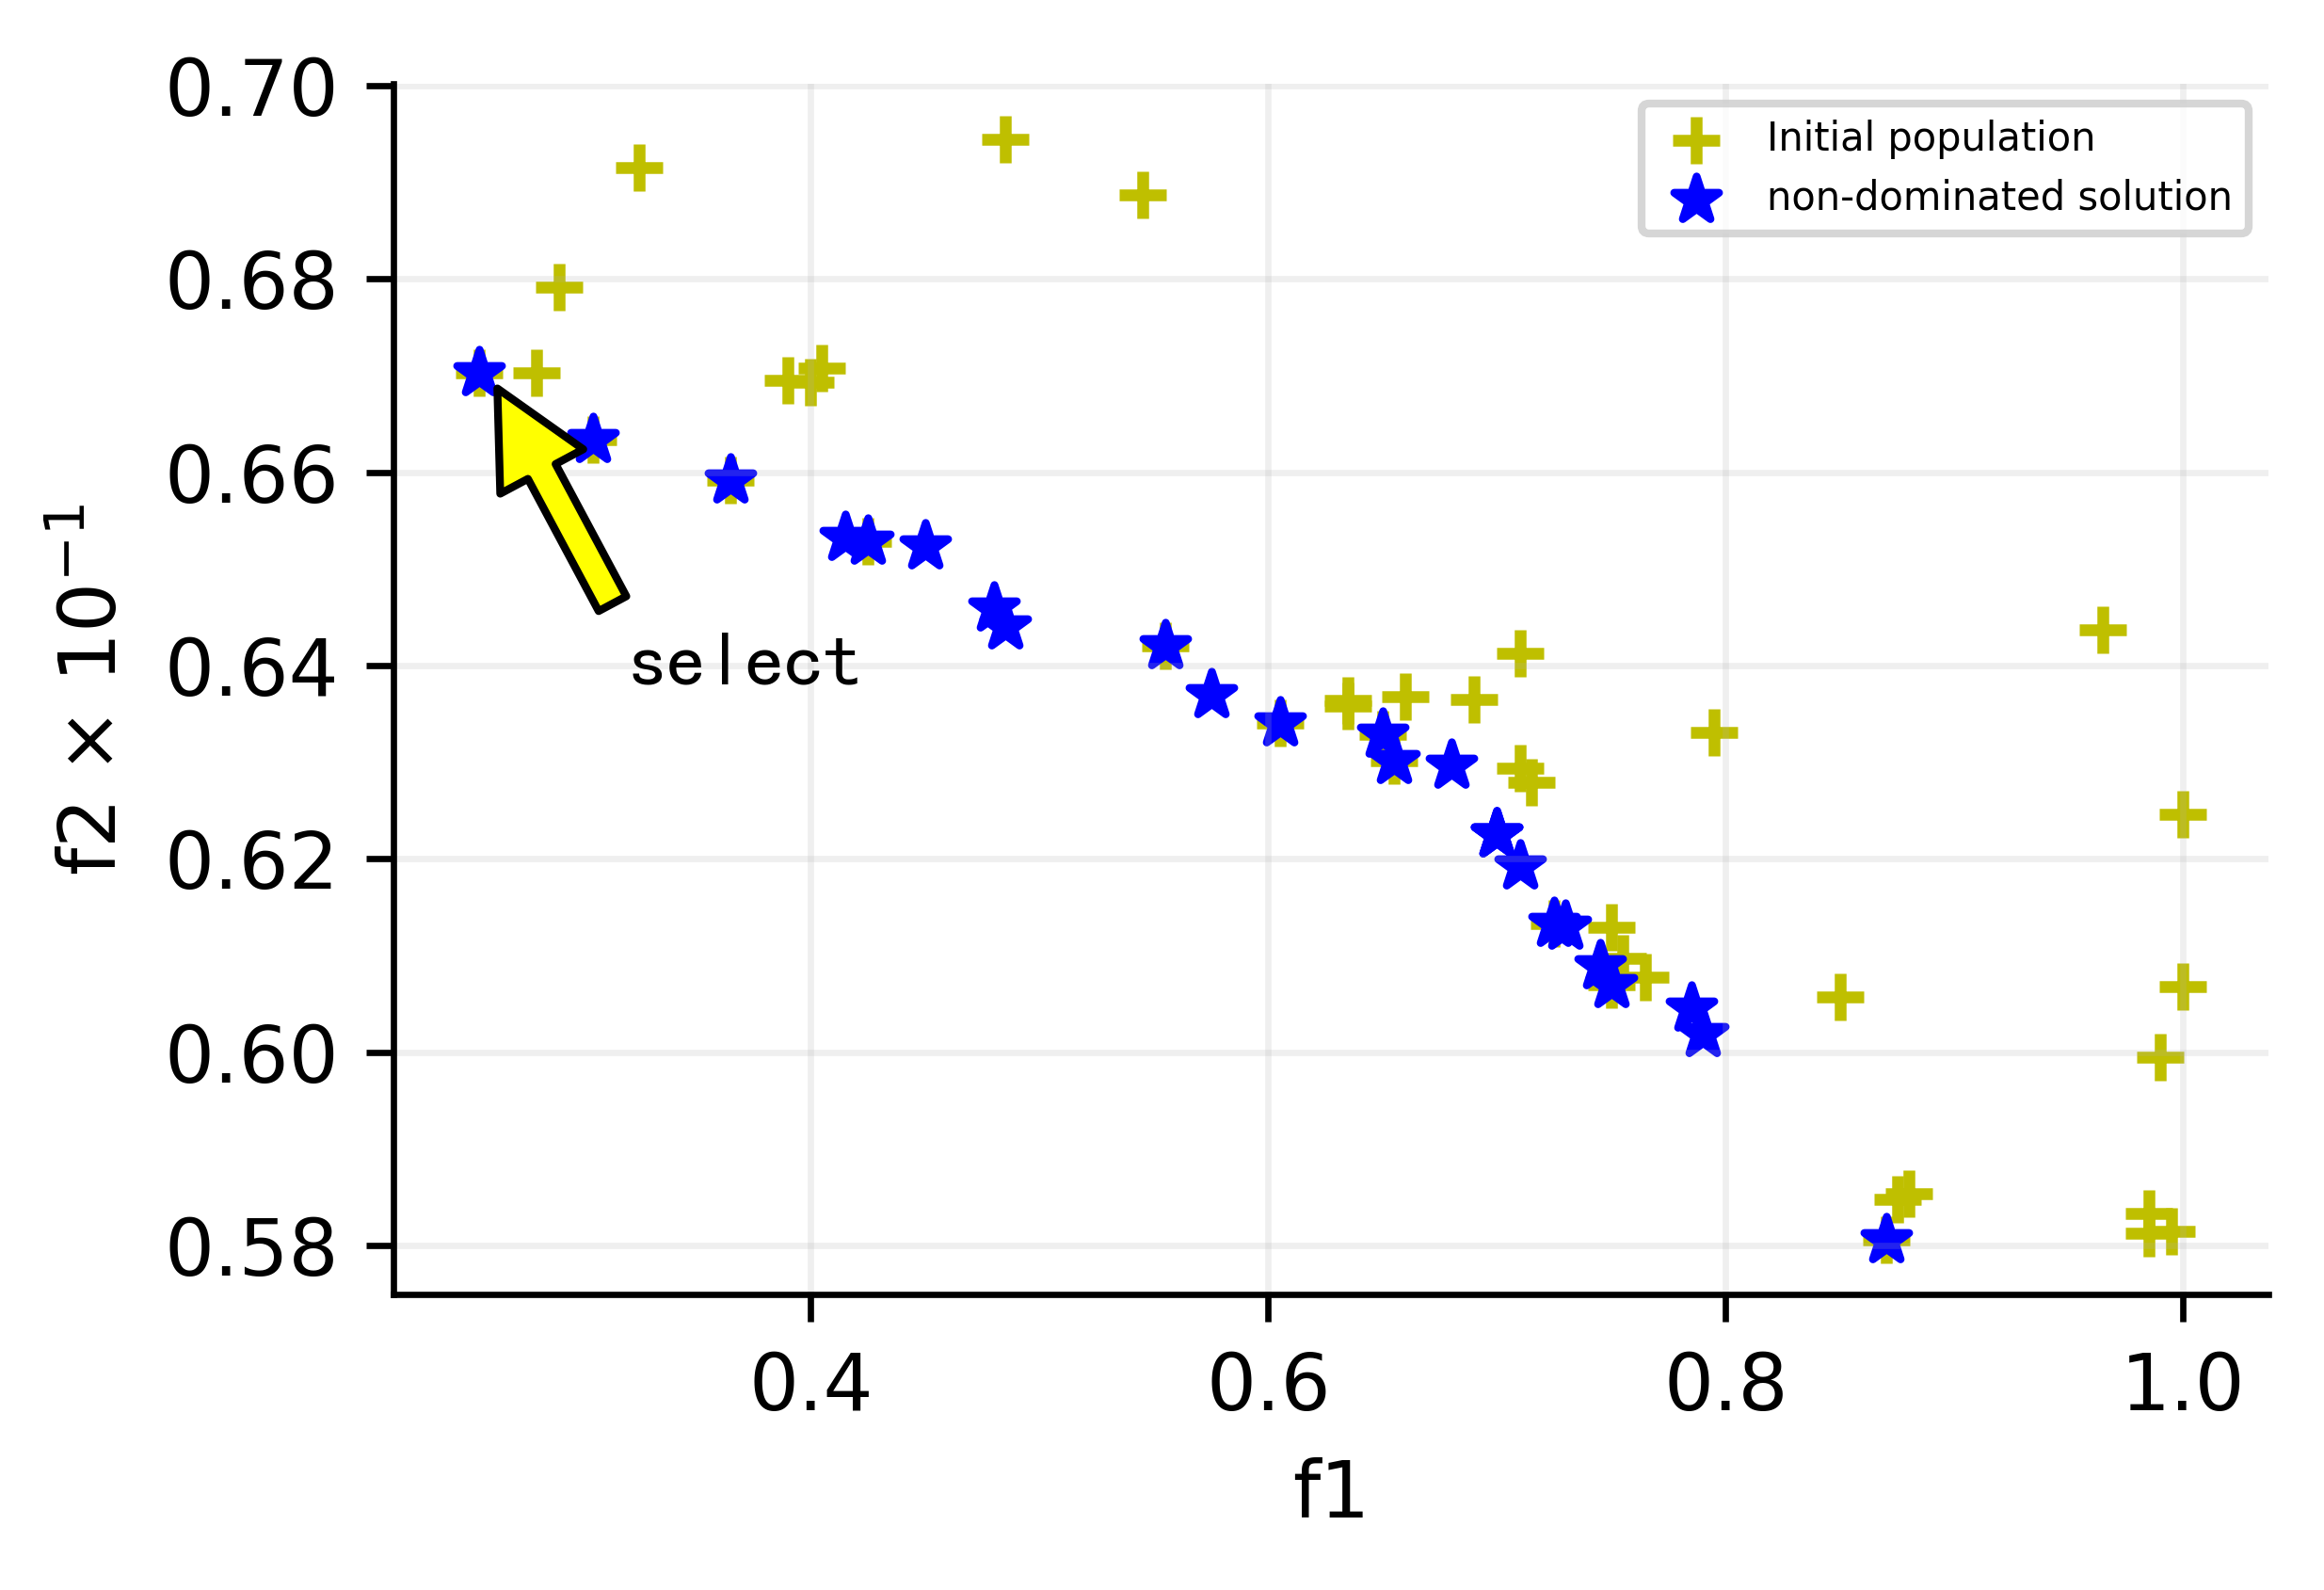 0.70
0.68
0.66
0.64
0.62
0.60
0.58
f2 × 10⁻¹
Initial population
non-dominated solution
select
0.4
0.6
0.8
1.0
f1